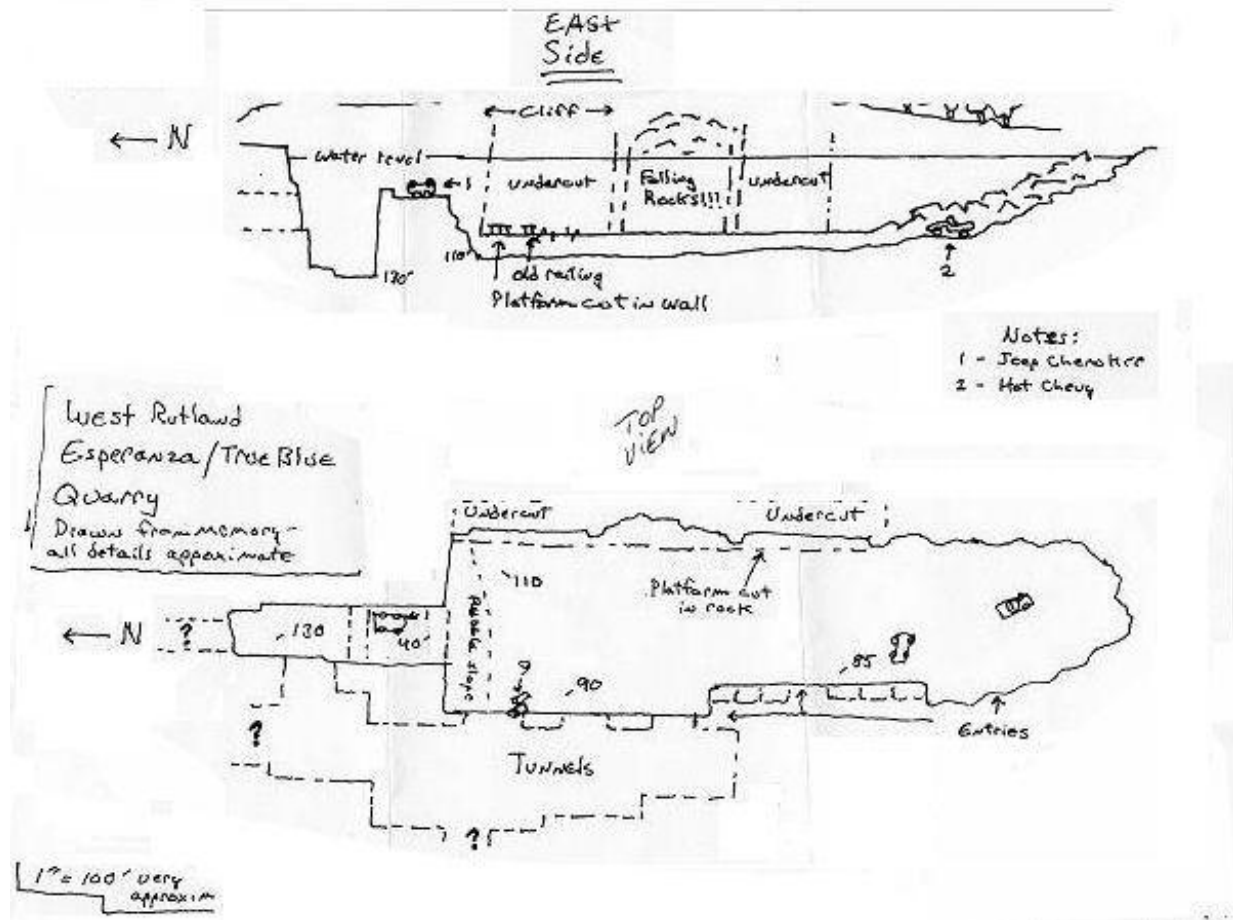 EAST
Side
← N
← Cliff →
Water level
← 1
Undercut
Falling
Rocks!!!
Undercut
130'
110'
old railing
Platform cut in wall
2
Notes:
1 - Jeep Cherokee
2 - Hot Chevy
West Rutland
Esperanza/True Blue
Quarry
Drawn from memory-
all details approximate
TOP
VIEW
Undercut
Undercut
110
Platform cut
in rock
← N
?
130
40'
slope
?
90
85
Entries
?
Tunnels
?
1" = 100' very
approxim